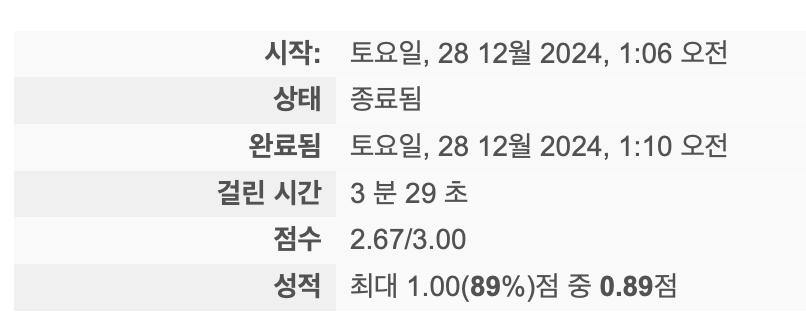 시작: 토요일, 28 12월 2024, 1:06 오전
상태 종료됨
완료됨 토요일, 28 12월 2024, 1:10 오전
걸린 시간 3 분 29 초
점수 2.67/3.00
성적 최대 1.00(89%)점 중 0.89점